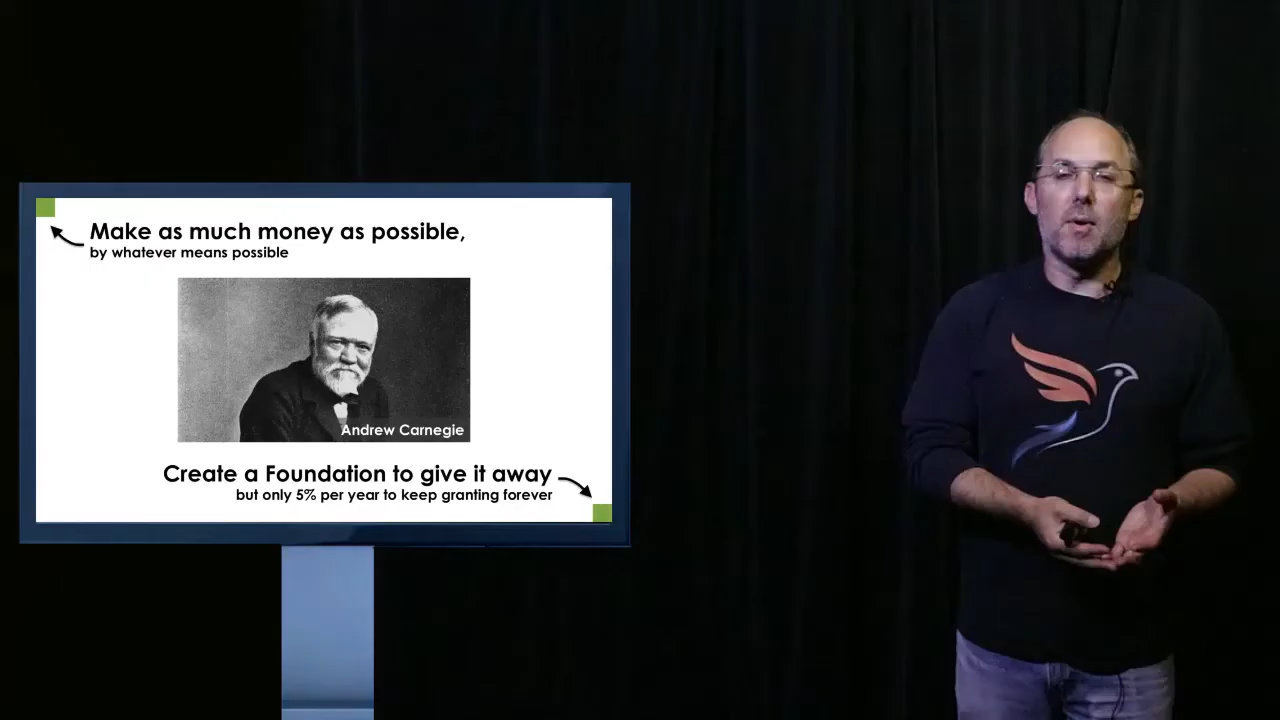 Make as much money as possible,
by whatever means possible
Andrew Carnegie
Create a Foundation to give it away
but only 5% per year to keep granting forever